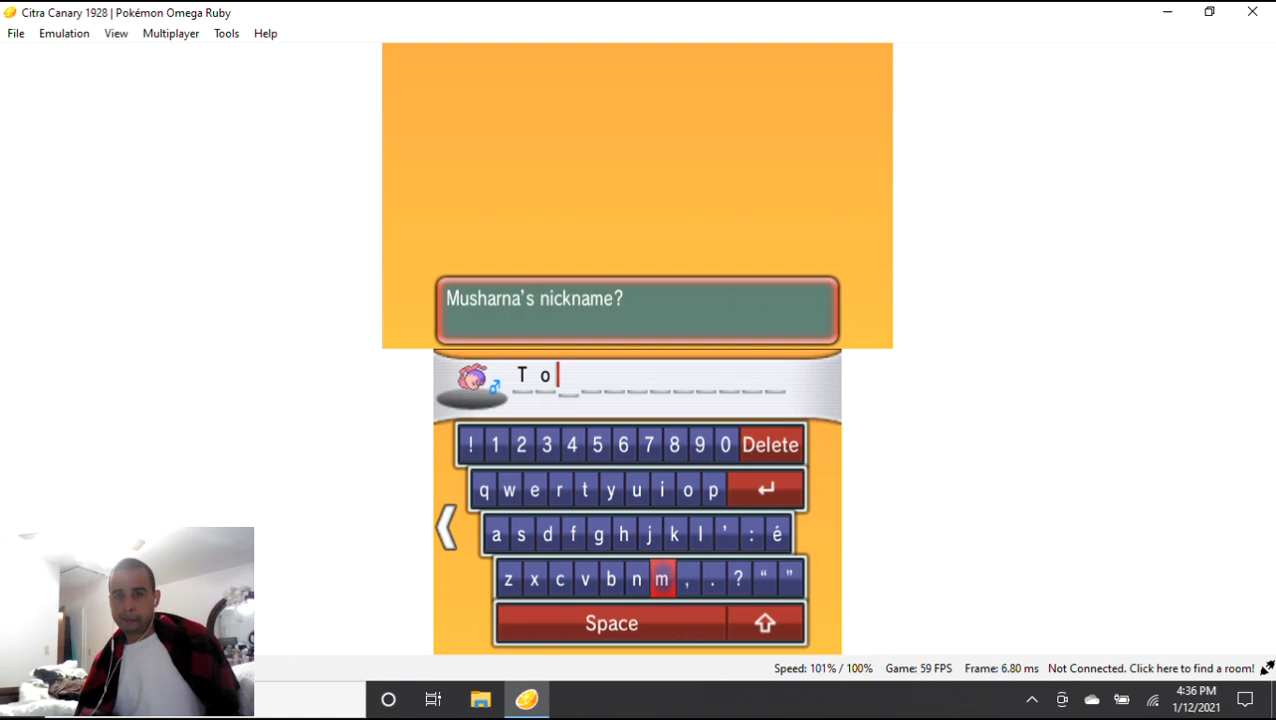 Citra Canary 1928 | Pokémon Omega Ruby
File Emulation View Multiplayer Tools Help
Musharna's nickname?
T o
! 1 2 3 4 5 6 7 8 9 0 Delete
q w e r t y u i o p
a s d f g h j k l ’ : é
z x c v b n m , . ? “ ”
Space
Speed: 101% / 100% Game: 59 FPS Frame: 6.80 ms Not Connected. Click here to find a room!
4:36 PM
1/12/2021